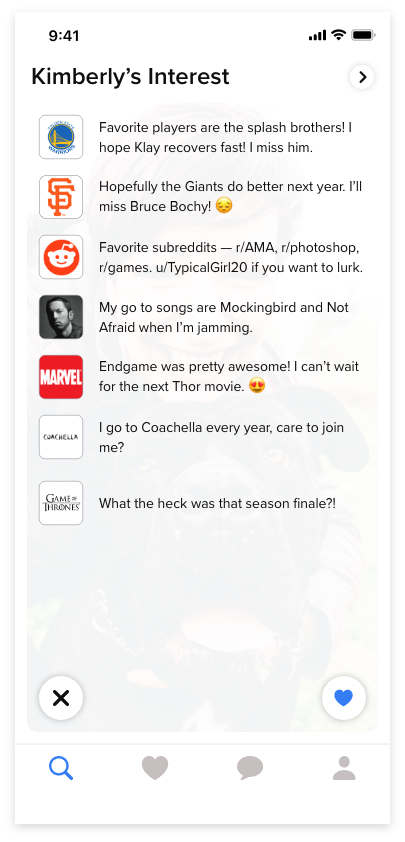 9:41
Kimberly’s Interest
WARRIORS
Favorite players are the splash brothers! I
hope Klay recovers fast! I miss him.
SF
Hopefully the Giants do better next year. I’ll
miss Bruce Bochy! 😔
Favorite subreddits — r/AMA, r/photoshop,
r/games. u/TypicalGirl20 if you want to lurk.
My go to songs are Mockingbird and Not
Afraid when I’m jamming.
MARVEL
Endgame was pretty awesome! I can’t wait
for the next Thor movie. 😍
COACHELLA
I go to Coachella every year, care to join
me?
GAME OF
THRONES
What the heck was that season finale?!